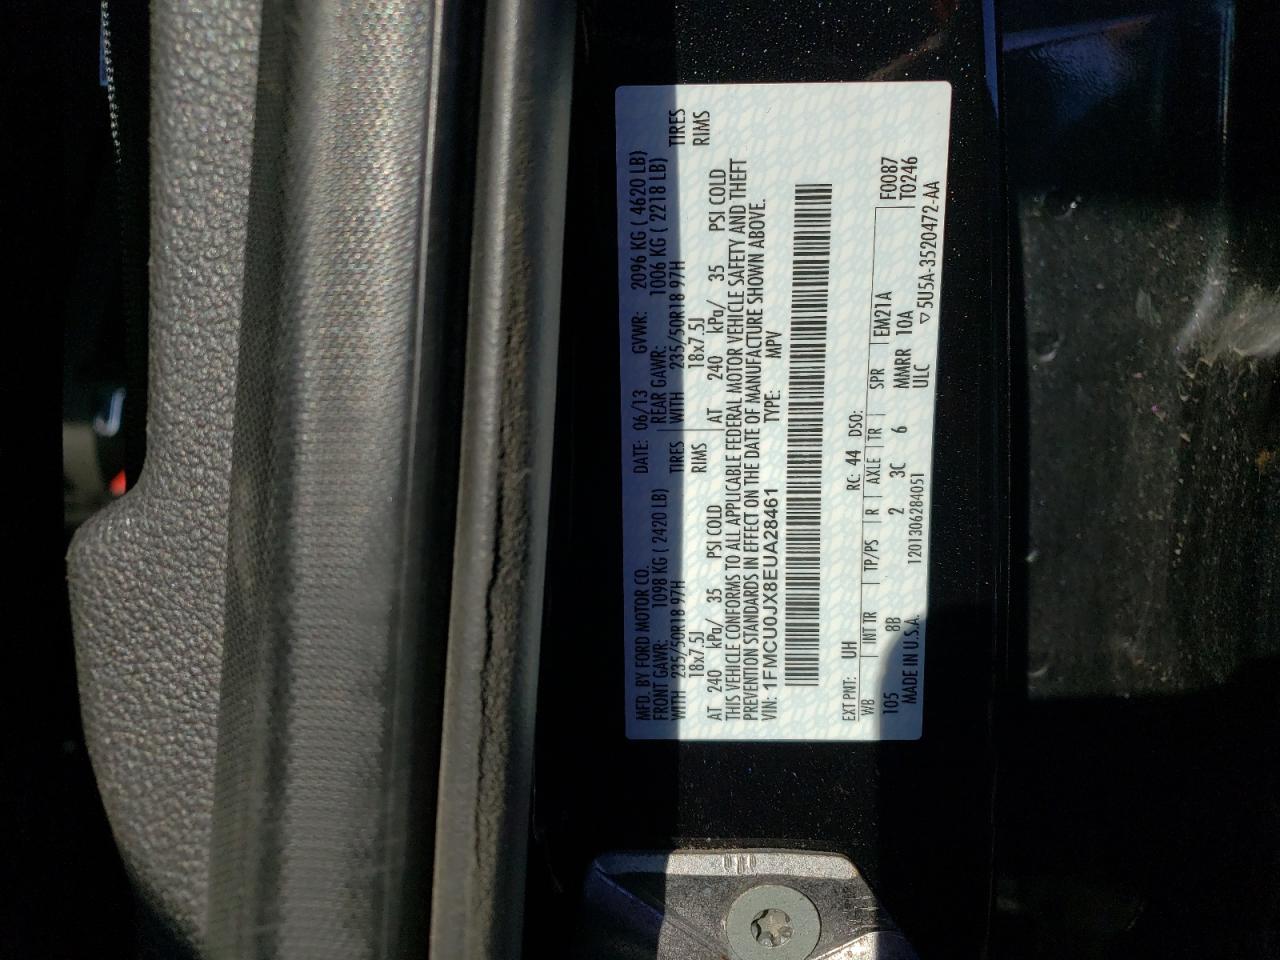 MFD. BY FORD MOTOR CO. DATE: 06/13 GVWR: 2096 KG ( 4620 LB)
FRONT GAWR: 1098 KG ( 2420 LB) REAR GAWR: 1006 KG ( 2218 LB)
WITH 235/50R18 97H TIRES WITH 235/50R18 97H TIRES
18x7.5J RIMS 18x7.5J RIMS
AT 240 kPa/ 35 PSI COLD AT 240 kPa/ 35 PSI COLD
THIS VEHICLE CONFORMS TO ALL APPLICABLE FEDERAL MOTOR VEHICLE SAFETY AND THEFT
PREVENTION STANDARDS IN EFFECT ON THE DATE OF MANUFACTURE SHOWN ABOVE.
VIN: 1FMCU0JX8EUA28461 TYPE: MPV
EXT PNT: UH RC: 44 DSO: F0087
WB INT TR TP/PS R AXLE TR SPR EM21A T0246
105 8B 2 3C 6 MMRR 10A
MADE IN U.S.A. 1201306284051 ULC ▽5U5A-3520472-AA